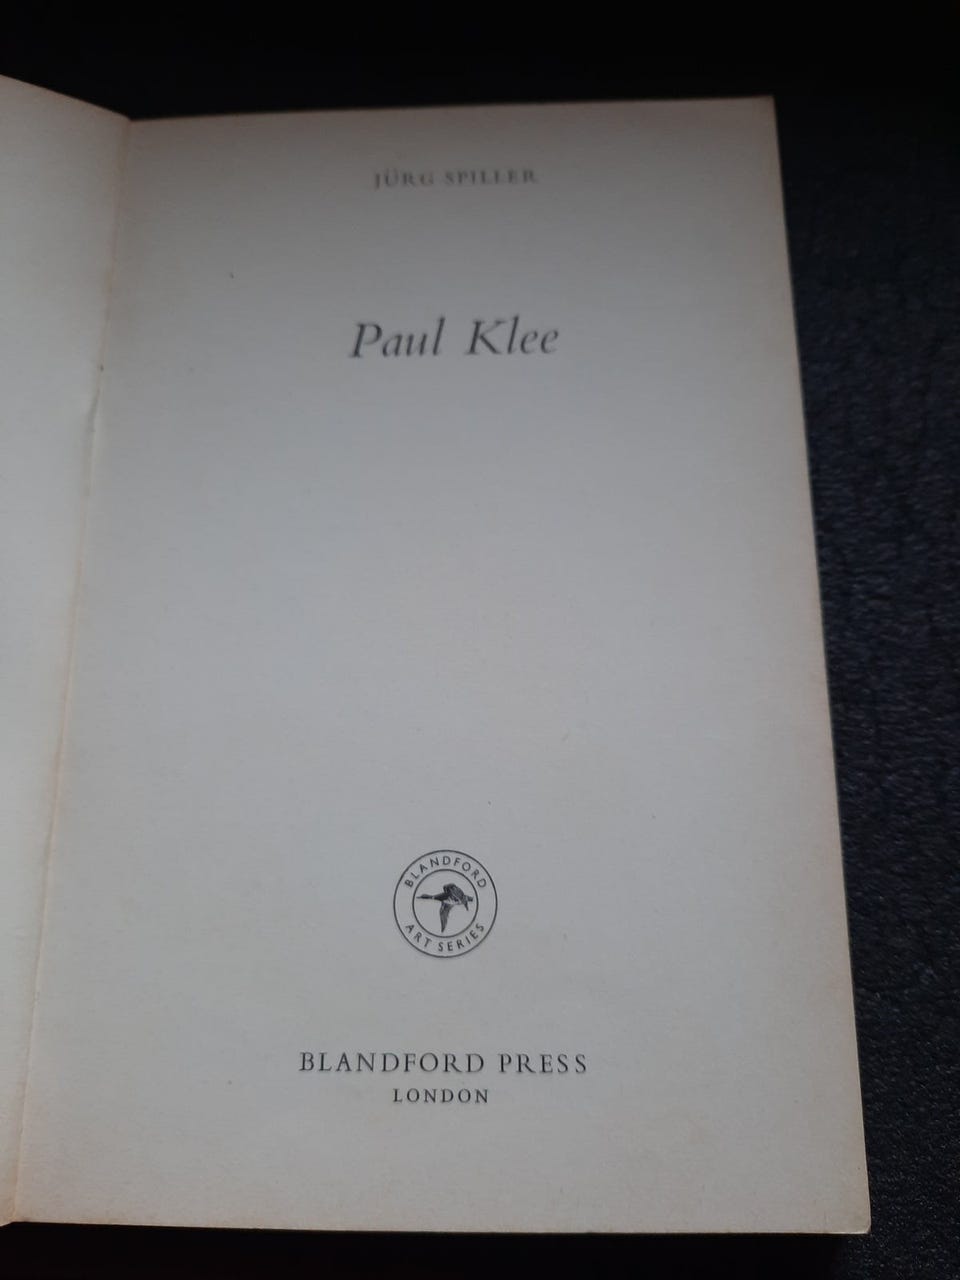 JÜRG SPILLER
Paul Klee
BLANDFORD
ART SERIES
BLANDFORD PRESS
LONDON